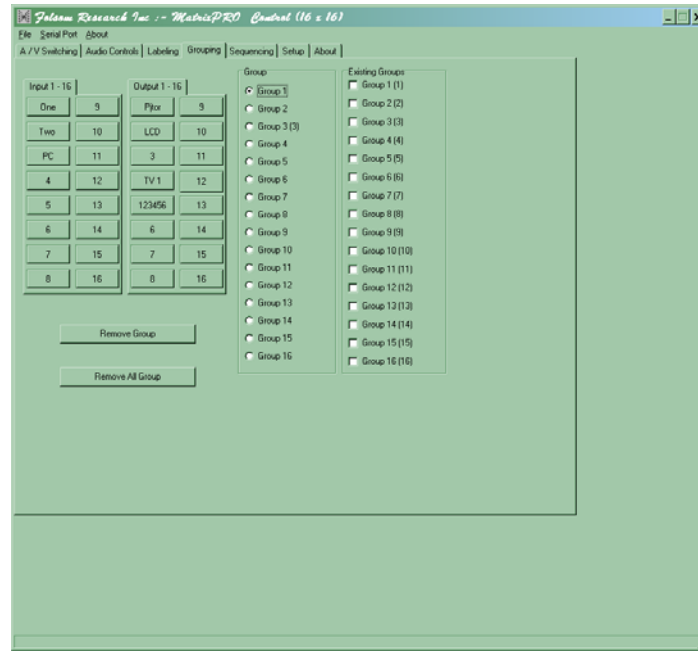 Folsom Research Inc :- MatrixPRO Control (16 x 16)
File Serial Port About
A / V Switching Audio Controls Labeling Grouping Sequencing Setup About
Input 1 - 16
One 9
Two 10
PC 11
4 12
5 13
6 14
7 15
8 16
Output 1 - 16
Pjtor 9
LCD 10
3 11
TV 1 12
123456 13
6 14
7 15
8 16
Remove Group
Remove All Group
Group
Group 1
Group 2
Group 3 (3)
Group 4
Group 5
Group 6
Group 7
Group 8
Group 9
Group 10
Group 11
Group 12
Group 13
Group 14
Group 15
Group 16
Existing Groups
Group 1 (1)
Group 2 (2)
Group 3 (3)
Group 4 (4)
Group 5 (5)
Group 6 (6)
Group 7 (7)
Group 8 (8)
Group 9 (9)
Group 10 (10)
Group 11 (11)
Group 12 (12)
Group 13 (13)
Group 14 (14)
Group 15 (15)
Group 16 (16)